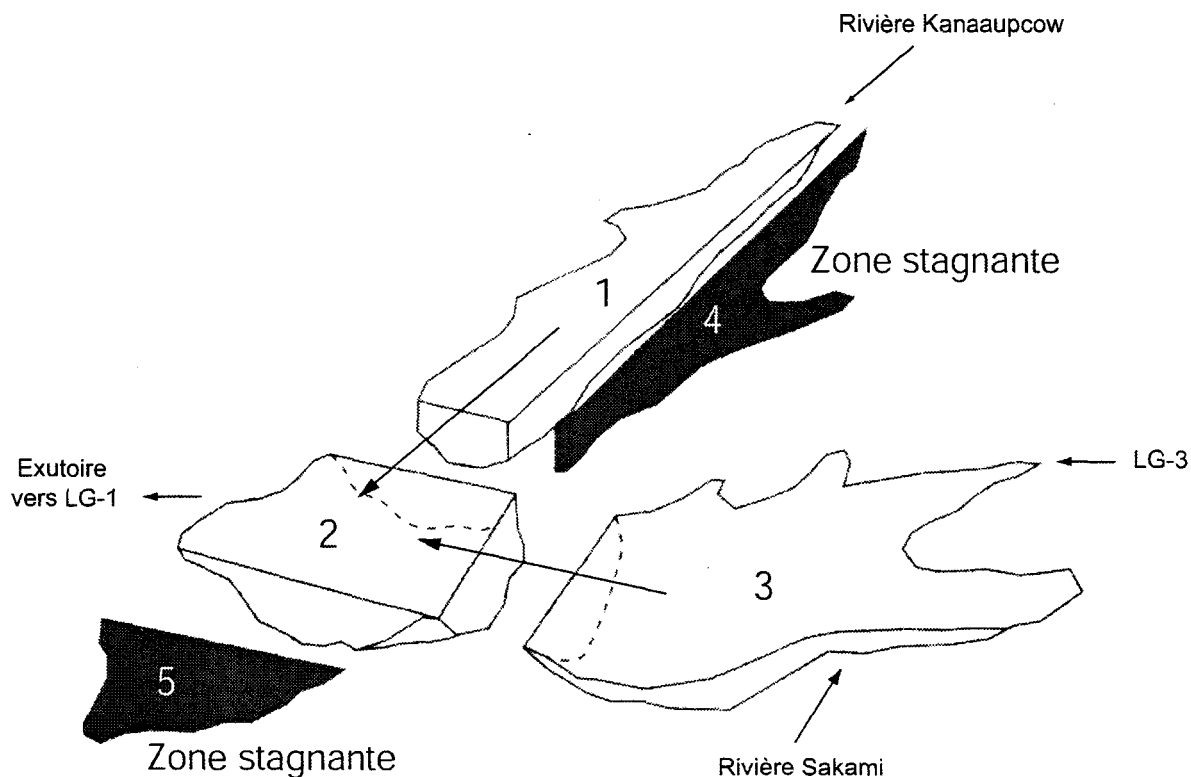 Rivière Kanaaupcow
Zone stagnante
1
4
Exutoire
vers LG-1
LG-3
2
3
5
Zone stagnante
Rivière Sakami